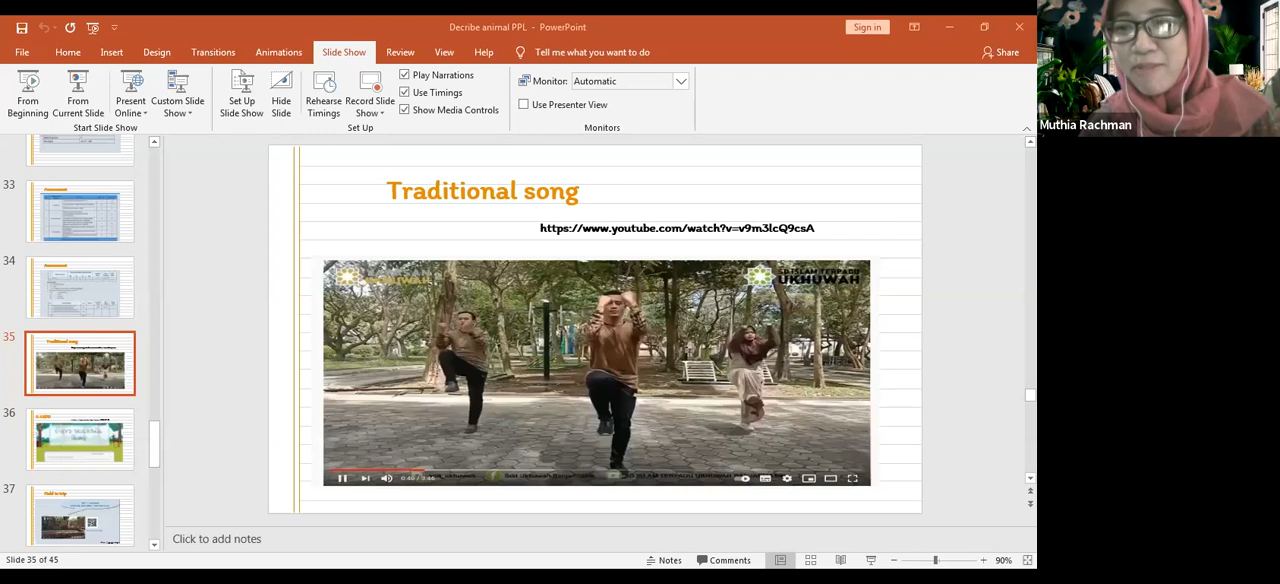 Decribe animal PPL - PowerPoint
Sign in
File Home Insert Design Transitions Animations Slide Show Review View Help Tell me what you want to do Share
From Beginning
From Current Slide
Present Online
Custom Slide Show
Set Up Slide Show
Hide Slide
Rehearse Timings
Record Slide Show
Play Narrations
Use Timings
Show Media Controls
Monitor: Automatic
Use Presenter View
Start Slide Show
Set Up
Monitors
Muthia Rachman
33
34
35
36
37
Traditional song
https://www.youtube.com/watch?v=v9m3lcQ9csA
SD ISLAM TERPADU
UKHUWAH
Click to add notes
Slide 35 of 45
Notes
Comments
90%